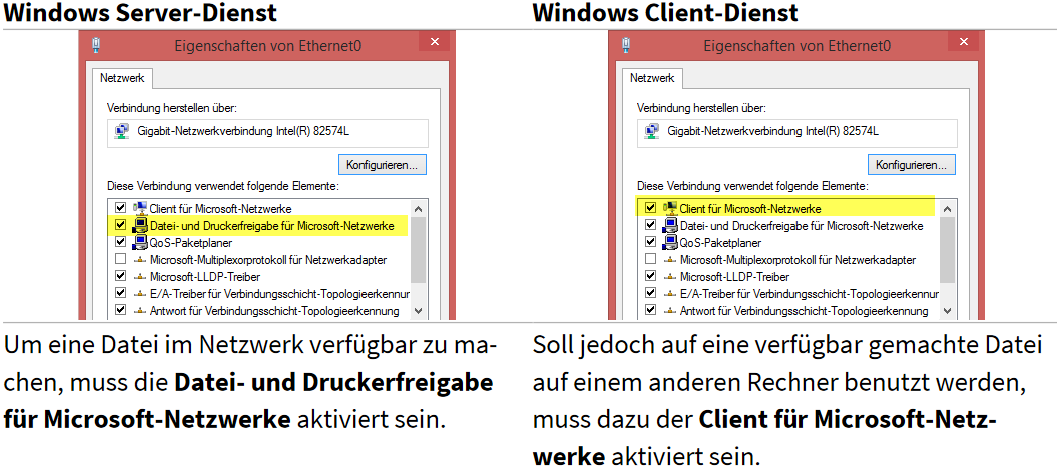 Windows Server-Dienst
Eigenschaften von Ethernet0
Netzwerk
Verbindung herstellen über:
Gigabit-Netzwerkverbindung Intel(R) 82574L
Konfigurieren...
Diese Verbindung verwendet folgende Elemente:
Client für Microsoft-Netzwerke
Datei- und Druckerfreigabe für Microsoft-Netzwerke
QoS-Paketplaner
Microsoft-Multiplexorprotokoll für Netzwerkadapter
Microsoft-LLDP-Treiber
E/A-Treiber für Verbindungsschicht-Topologieerkennur
Antwort für Verbindungsschicht-Topologieerkennung
Um eine Datei im Netzwerk verfügbar zu ma-
chen, muss die Datei- und Druckerfreigabe
für Microsoft-Netzwerke aktiviert sein.
Windows Client-Dienst
Eigenschaften von Ethernet0
Netzwerk
Verbindung herstellen über:
Gigabit-Netzwerkverbindung Intel(R) 82574L
Konfigurieren...
Diese Verbindung verwendet folgende Elemente:
Client für Microsoft-Netzwerke
Datei- und Druckerfreigabe für Microsoft-Netzwerke
QoS-Paketplaner
Microsoft-Multiplexorprotokoll für Netzwerkadapter
Microsoft-LLDP-Treiber
E/A-Treiber für Verbindungsschicht-Topologieerkennur
Antwort für Verbindungsschicht-Topologieerkennung
Soll jedoch auf eine verfügbar gemachte Datei
auf einem anderen Rechner benutzt werden,
muss dazu der Client für Microsoft-Netz-
werke aktiviert sein.